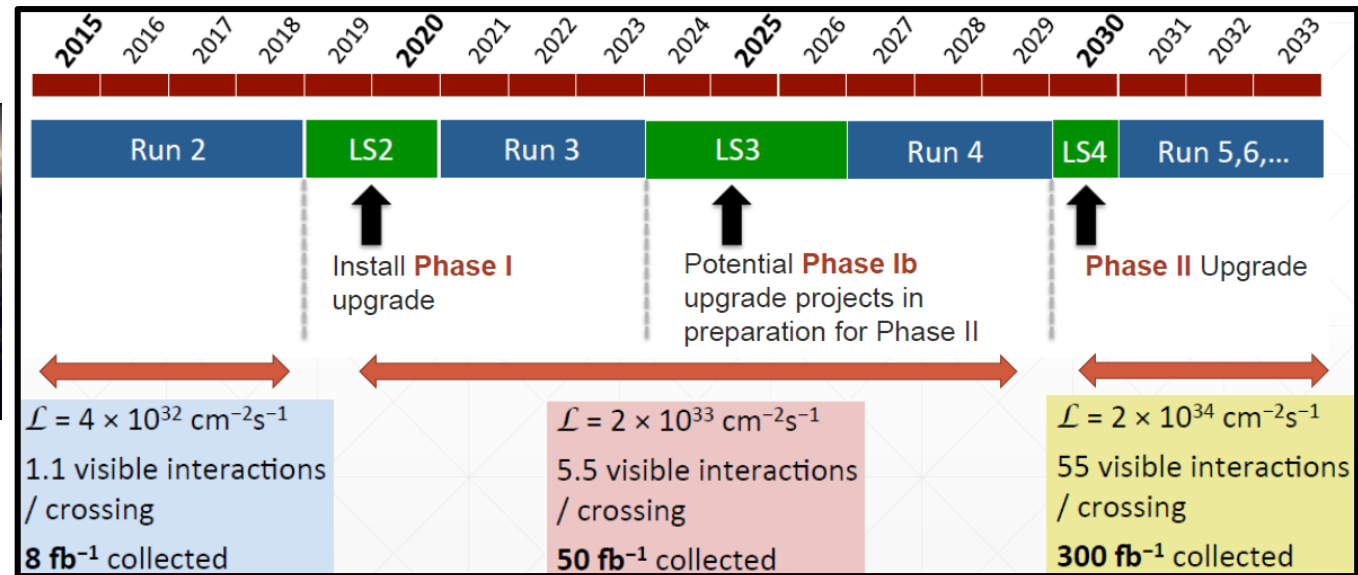 2015 2016 2017 2018 2019 2020 2021 2022 2023 2024 2025 2026 2027 2028 2029 2030 2031 2032 2033
Run 2 LS2 Run 3 LS3 Run 4 LS4 Run 5,6,...
Install Phase I
upgrade
Potential Phase Ib
upgrade projects in
preparation for Phase II
Phase II Upgrade
ℒ = 4 × 10³² cm⁻²s⁻¹
1.1 visible interactions
/ crossing
8 fb⁻¹ collected
ℒ = 2 × 10³³ cm⁻²s⁻¹
5.5 visible interactions
/ crossing
50 fb⁻¹ collected
ℒ = 2 × 10³⁴ cm⁻²s⁻¹
55 visible interactions
/ crossing
300 fb⁻¹ collected